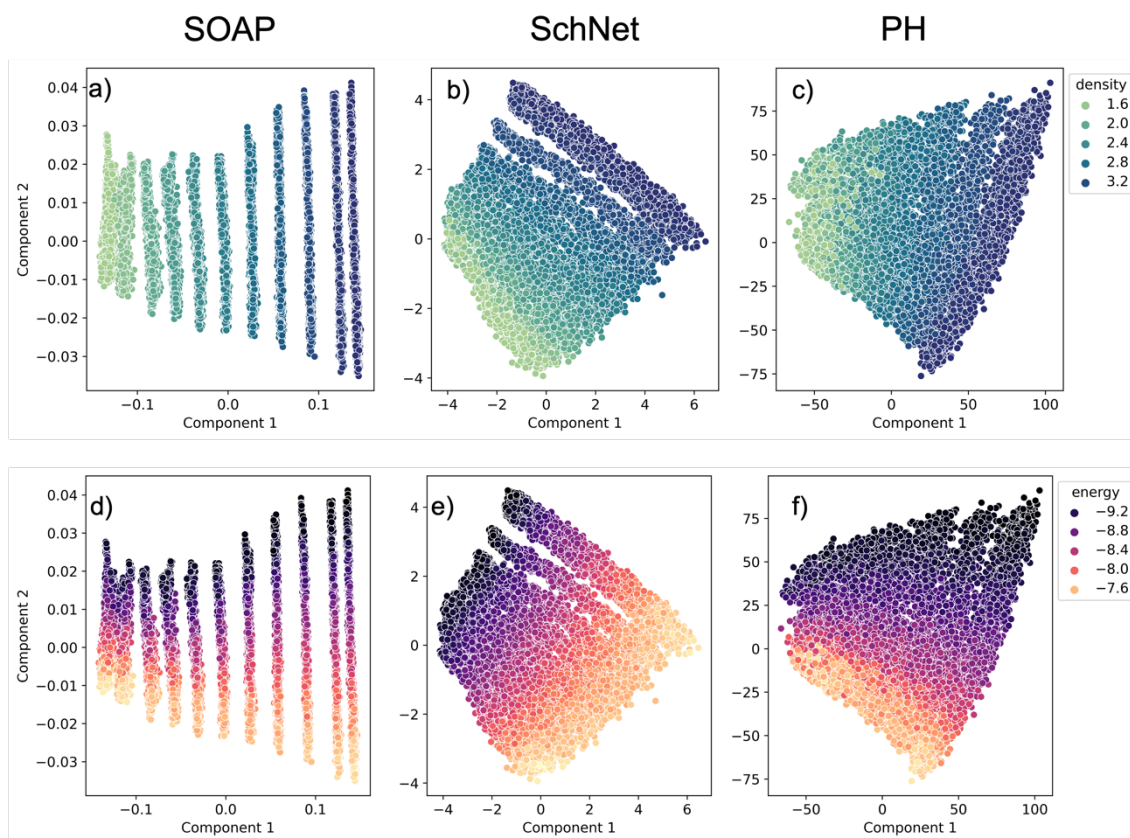 SOAP SchNet PH
a) b) c)
density
1.6
2.0
2.4
2.8
3.2
0.04
0.03
0.02
0.01
0.00
−0.01
−0.02
−0.03
Component 2
−0.1 0.0 0.1
Component 1
4
2
0
−2
−4
−4 −2 0 2 4 6
Component 1
75
50
25
0
−25
−50
−75
−50 0 50 100
Component 1
d) e) f)
energy
−9.2
−8.8
−8.4
−8.0
−7.6
0.04
0.03
0.02
0.01
0.00
−0.01
−0.02
−0.03
Component 2
−0.1 0.0 0.1
Component 1
4
2
0
−2
−4
−4 −2 0 2 4 6
Component 1
75
50
25
0
−25
−50
−75
−50 0 50 100
Component 1